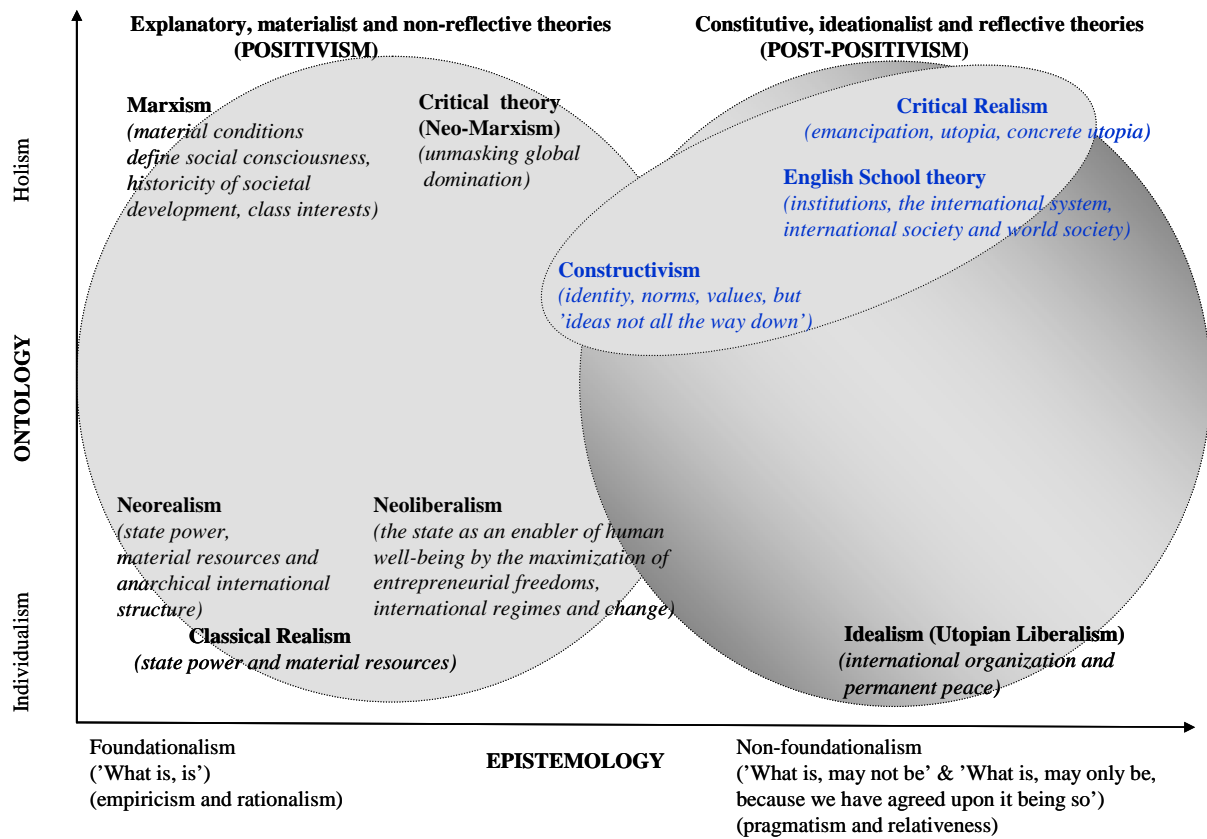 Explanatory, materialist and non-reflective theories
(POSITIVISM)
Constitutive, ideationalist and reflective theories
(POST-POSITIVISM)
Holism
ONTOLOGY
Individualism
Marxism
(material conditions
define social consciousness,
historicity of societal
development, class interests)
Critical theory
(Neo-Marxism)
(unmasking global
domination)
Critical Realism
(emancipation, utopia, concrete utopia)
English School theory
(institutions, the international system,
international society and world society)
Constructivism
(identity, norms, values, but
’ideas not all the way down’)
Neorealism
(state power,
material resources and
anarchical international
structure)
Neoliberalism
(the state as an enabler of human
well-being by the maximization of
entrepreneurial freedoms,
international regimes and change)
Classical Realism
(state power and material resources)
Idealism (Utopian Liberalism)
(international organization and
permanent peace)
Foundationalism
(’What is, is’)
(empiricism and rationalism)
EPISTEMOLOGY
Non-foundationalism
(’What is, may not be’ & ’What is, may only be,
because we have agreed upon it being so’)
(pragmatism and relativeness)